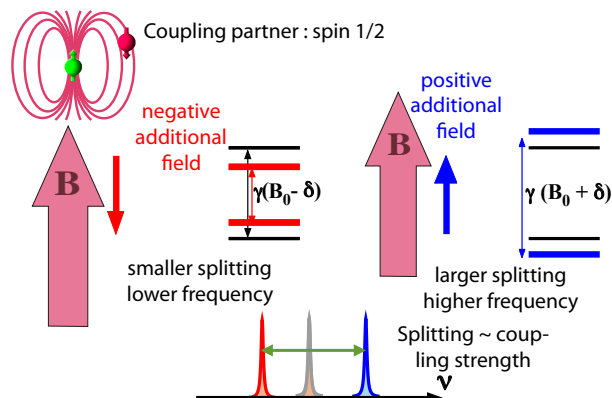 Coupling partner : spin 1/2
negative
additional
field
B
γ(B₀- δ)
smaller splitting
lower frequency
positive
additional
field
B
γ (B₀ + δ)
larger splitting
higher frequency
Splitting ~ coup-
ling strength
ν